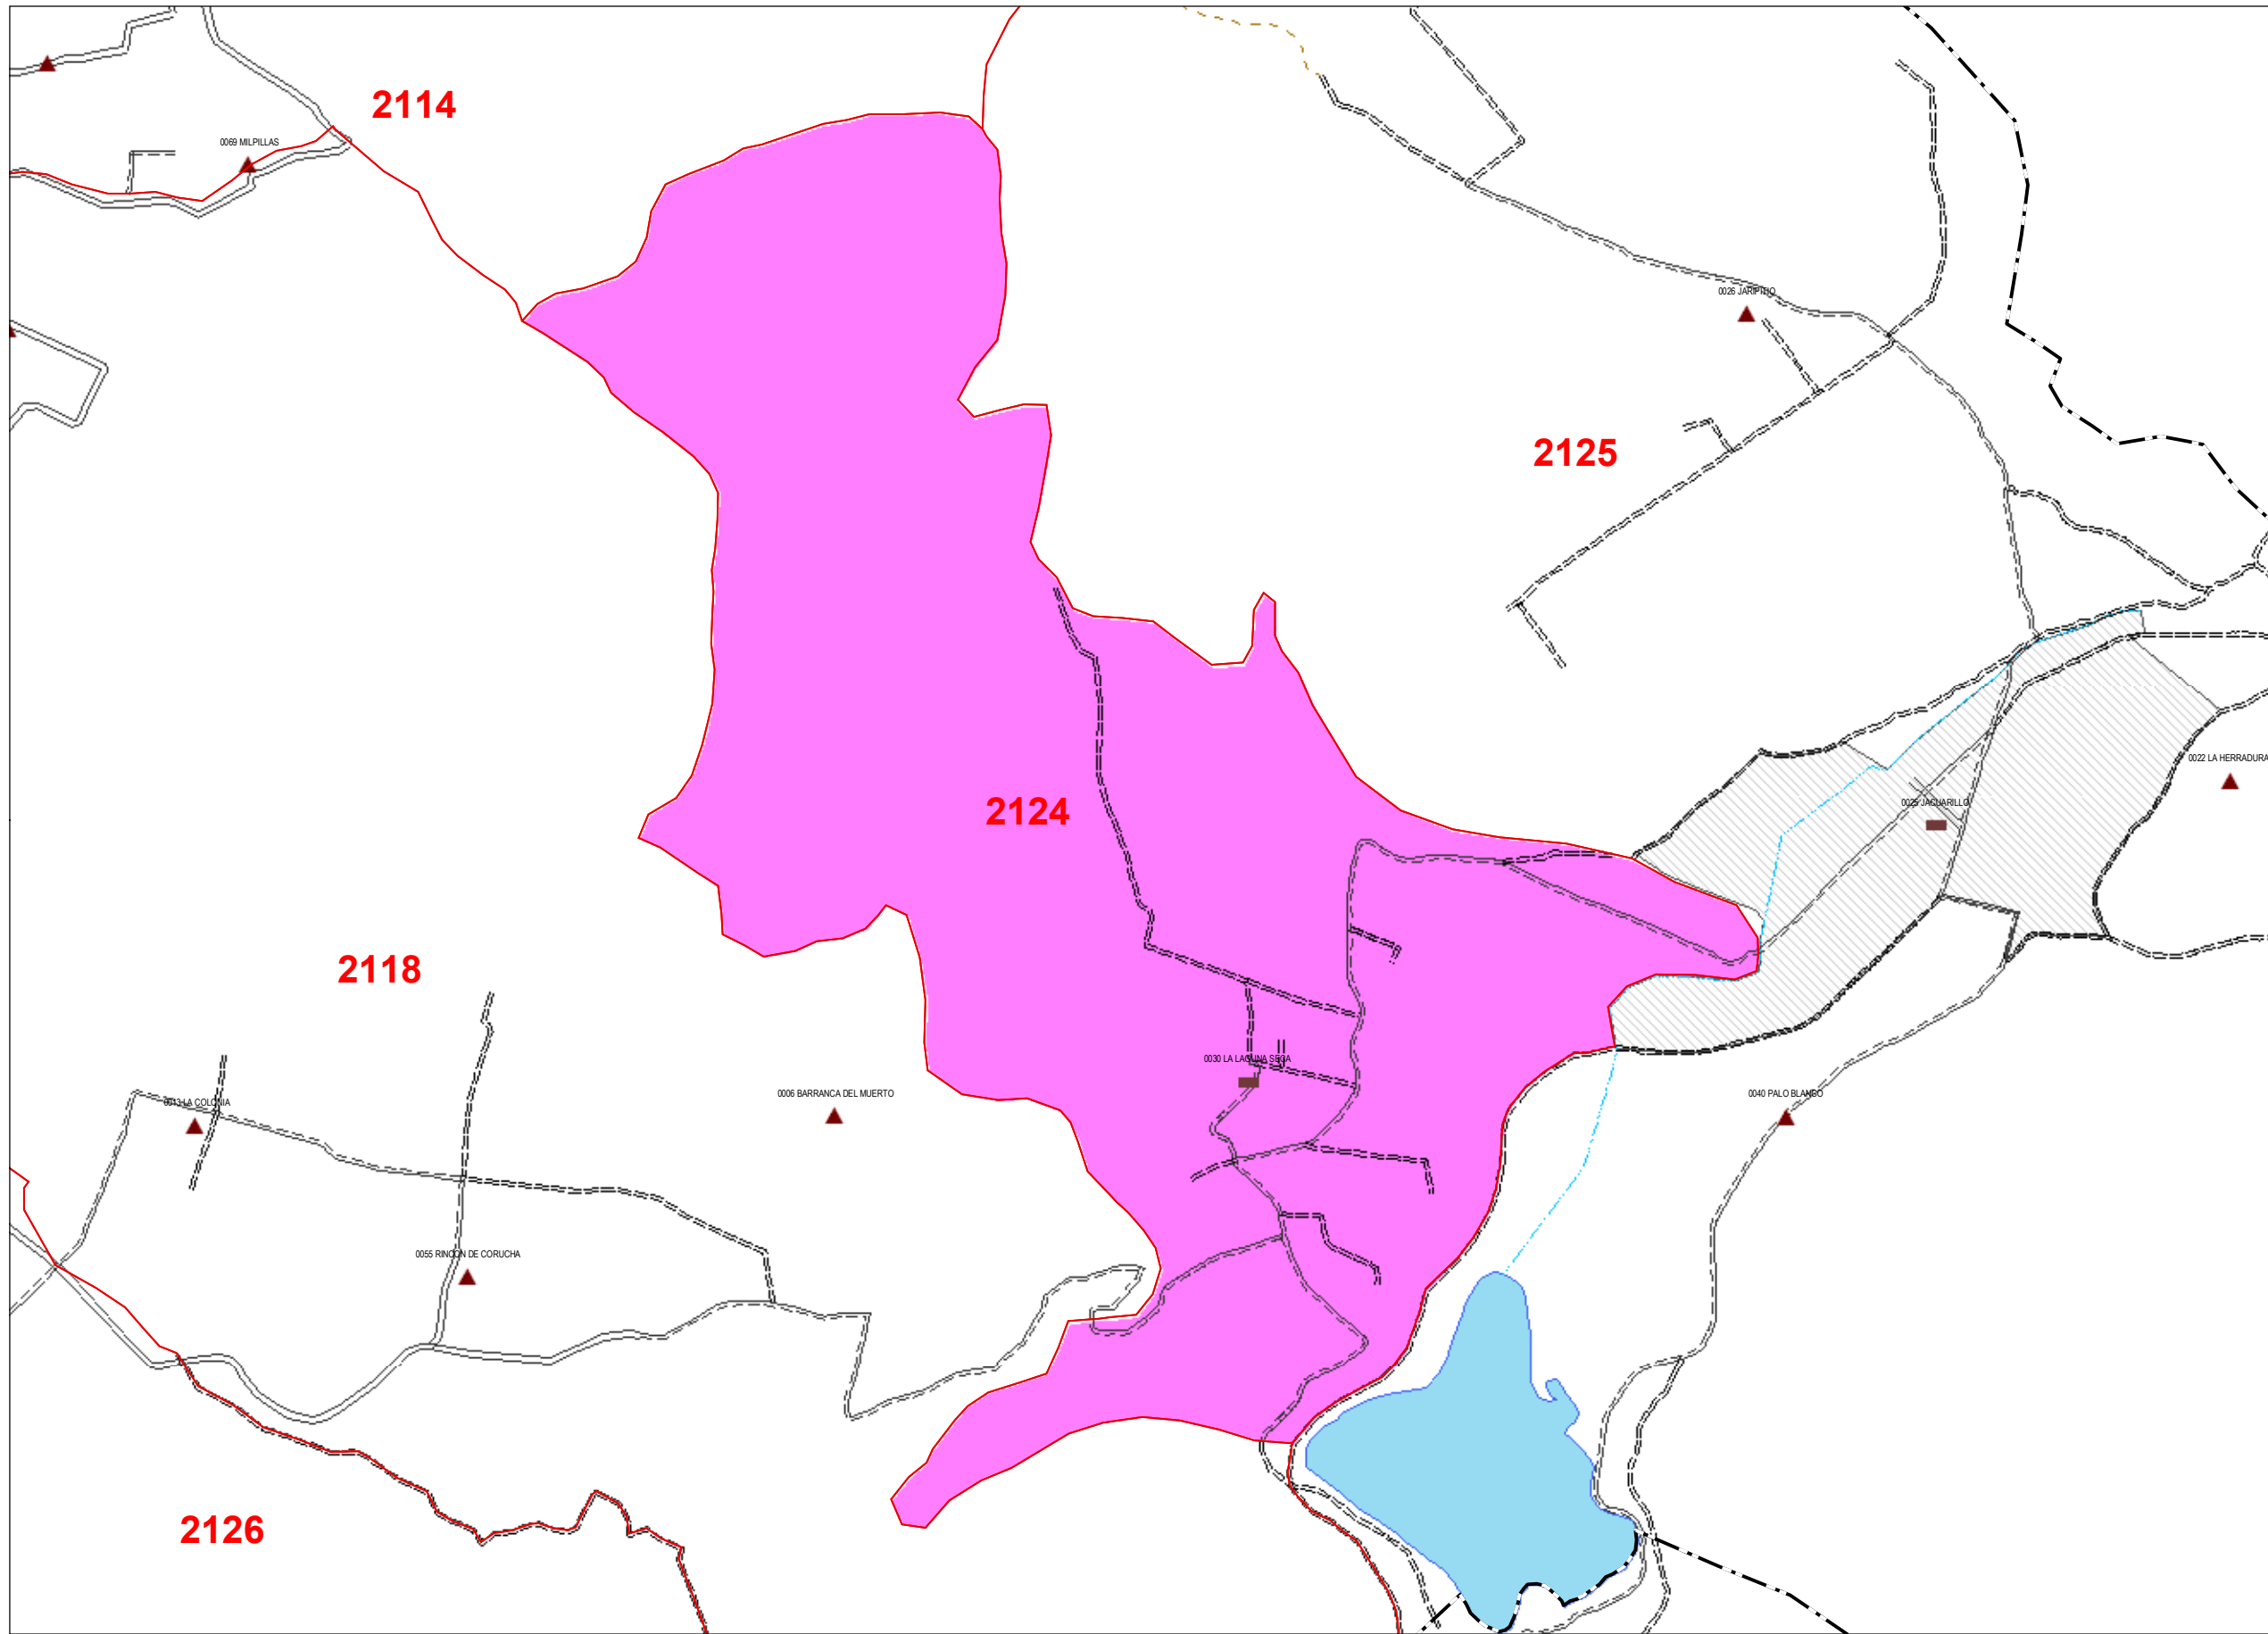 2114
0069 MILPILLAS
0026 JARIPITIO
2125
0022 LA HERRADURA
2124
0025 JAGUARILLO
2118
0030 LA LAGUNA SECA
0006 BARRANCA DEL MUERTO
0040 PALO BLANCO
0013 LA COLONIA
0055 RINCON DE CORUCHA
2126